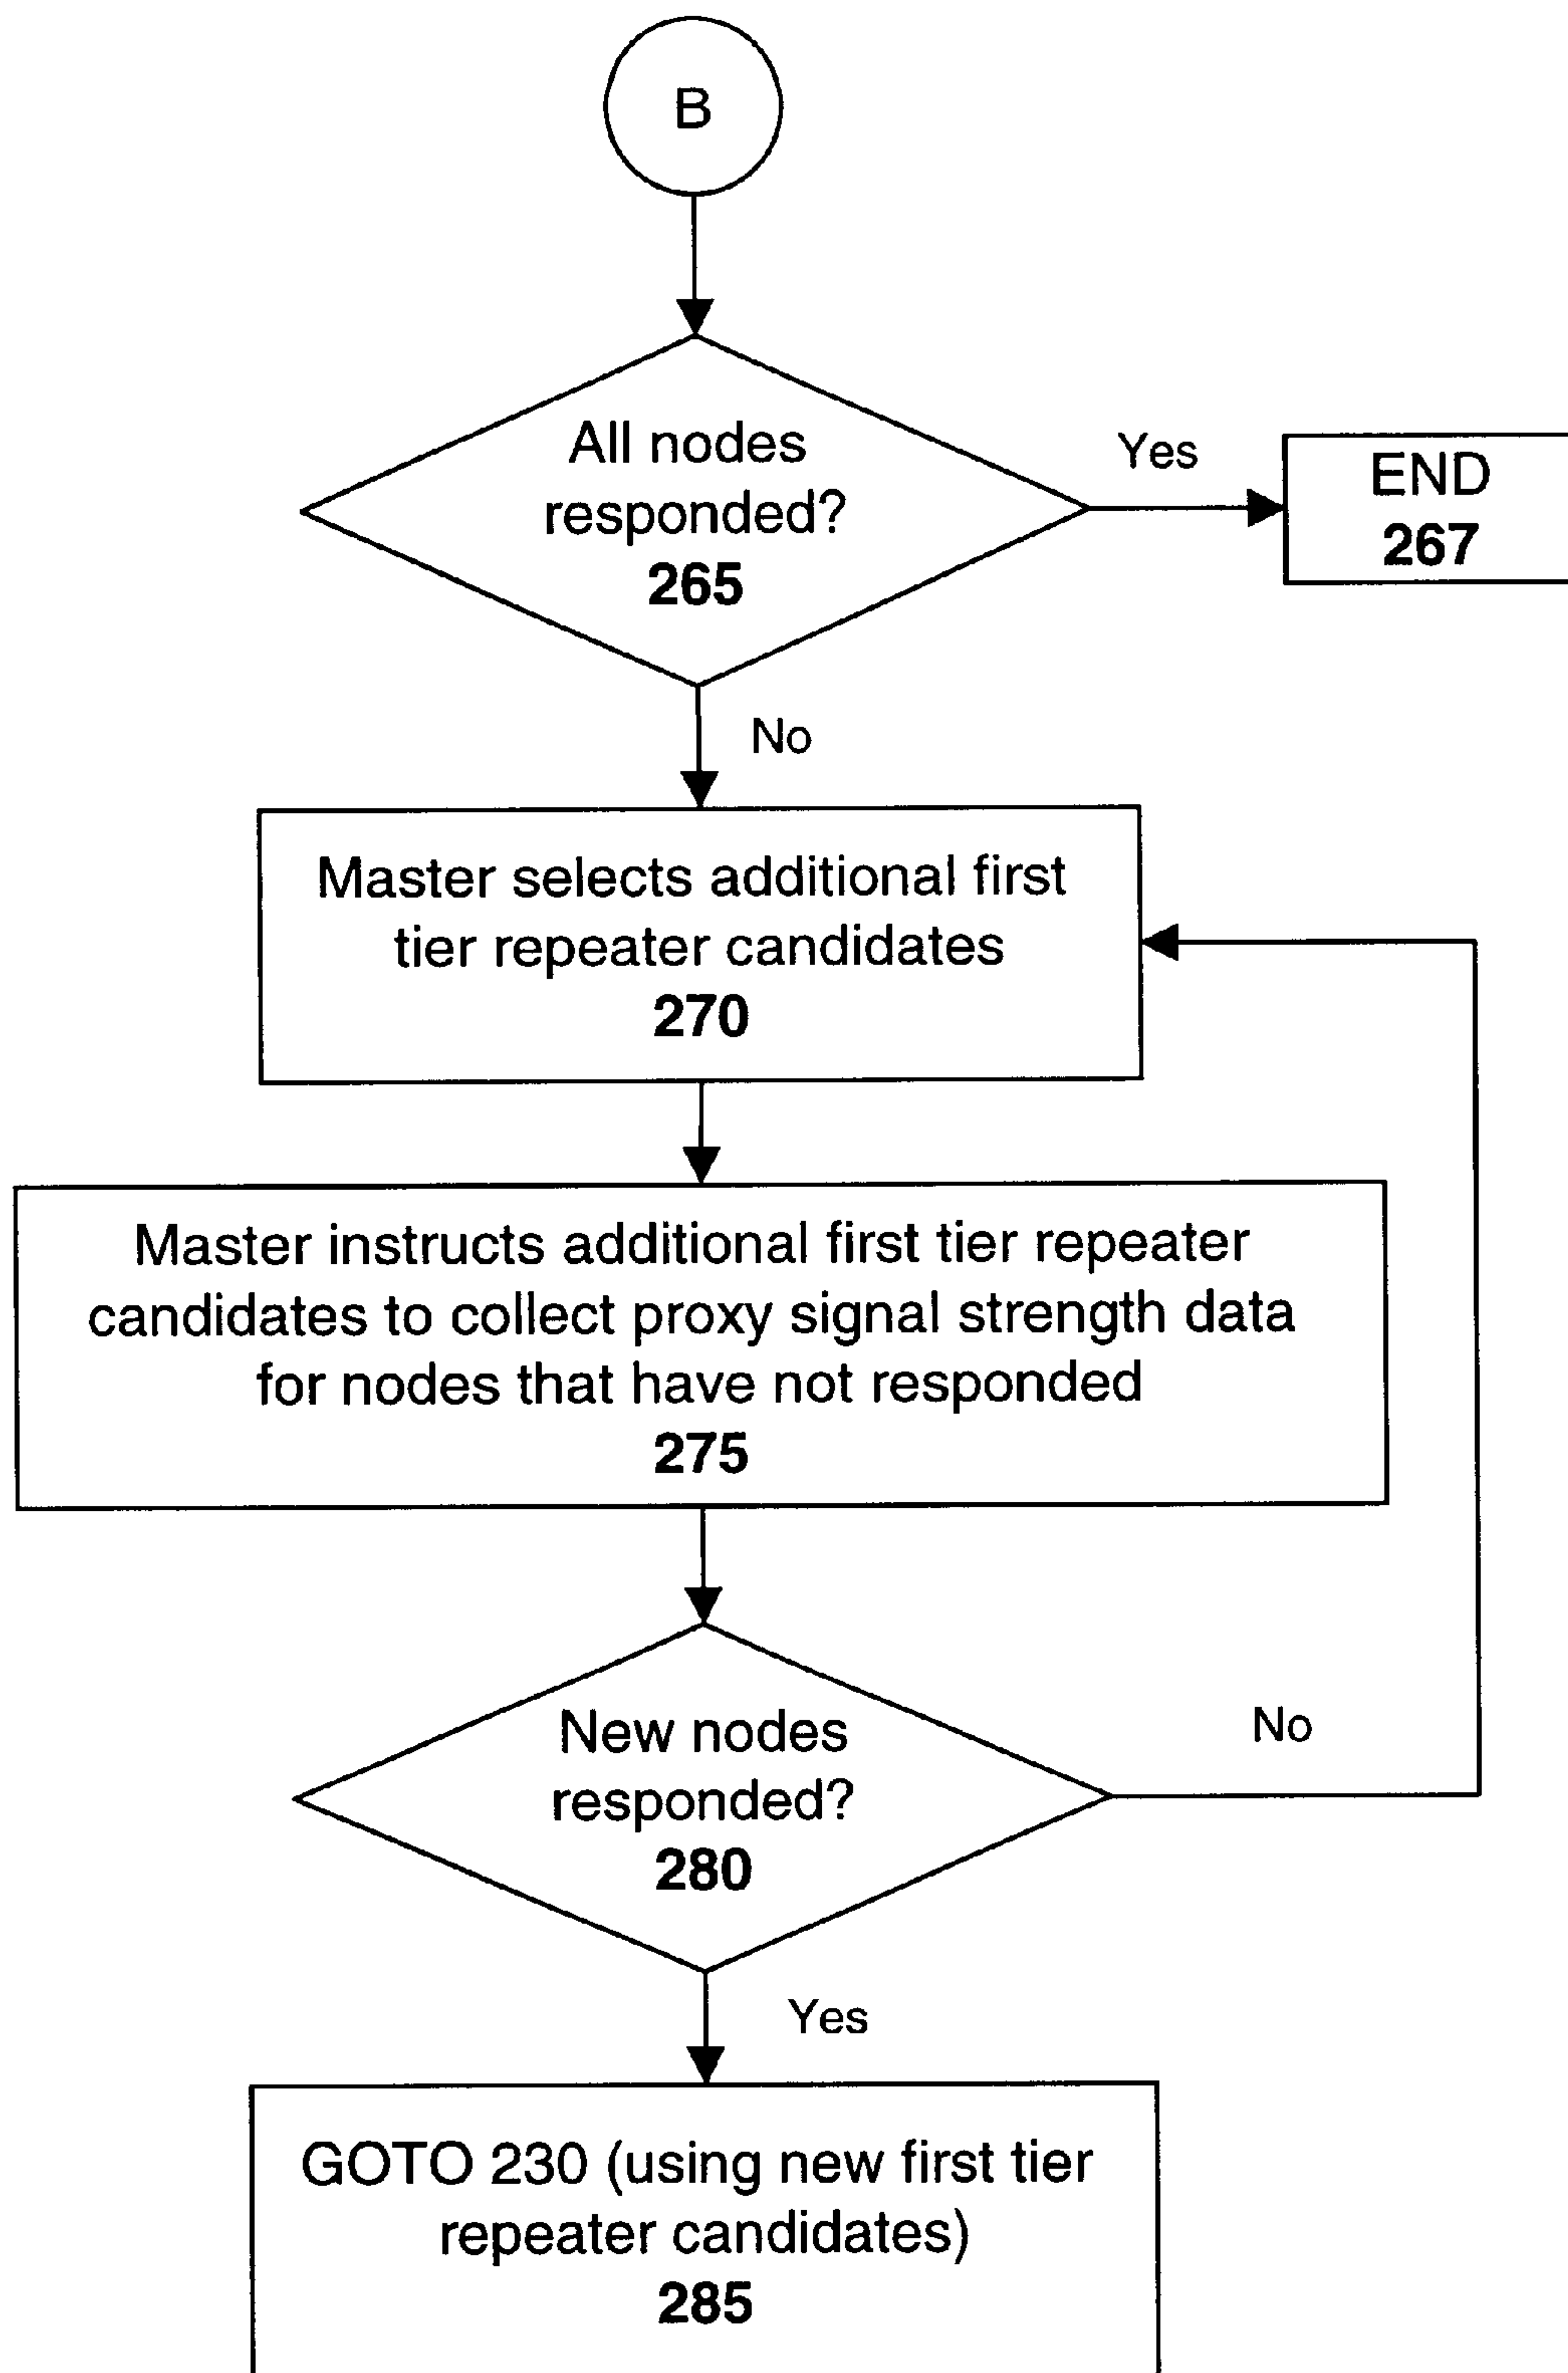 B
All nodes
responded?
265
Yes
END
267
No
Master selects additional first
tier repeater candidates
270
Master instructs additional first tier repeater
candidates to collect proxy signal strength data
for nodes that have not responded
275
New nodes
responded?
280
No
Yes
GOTO 230 (using new first tier
repeater candidates)
285